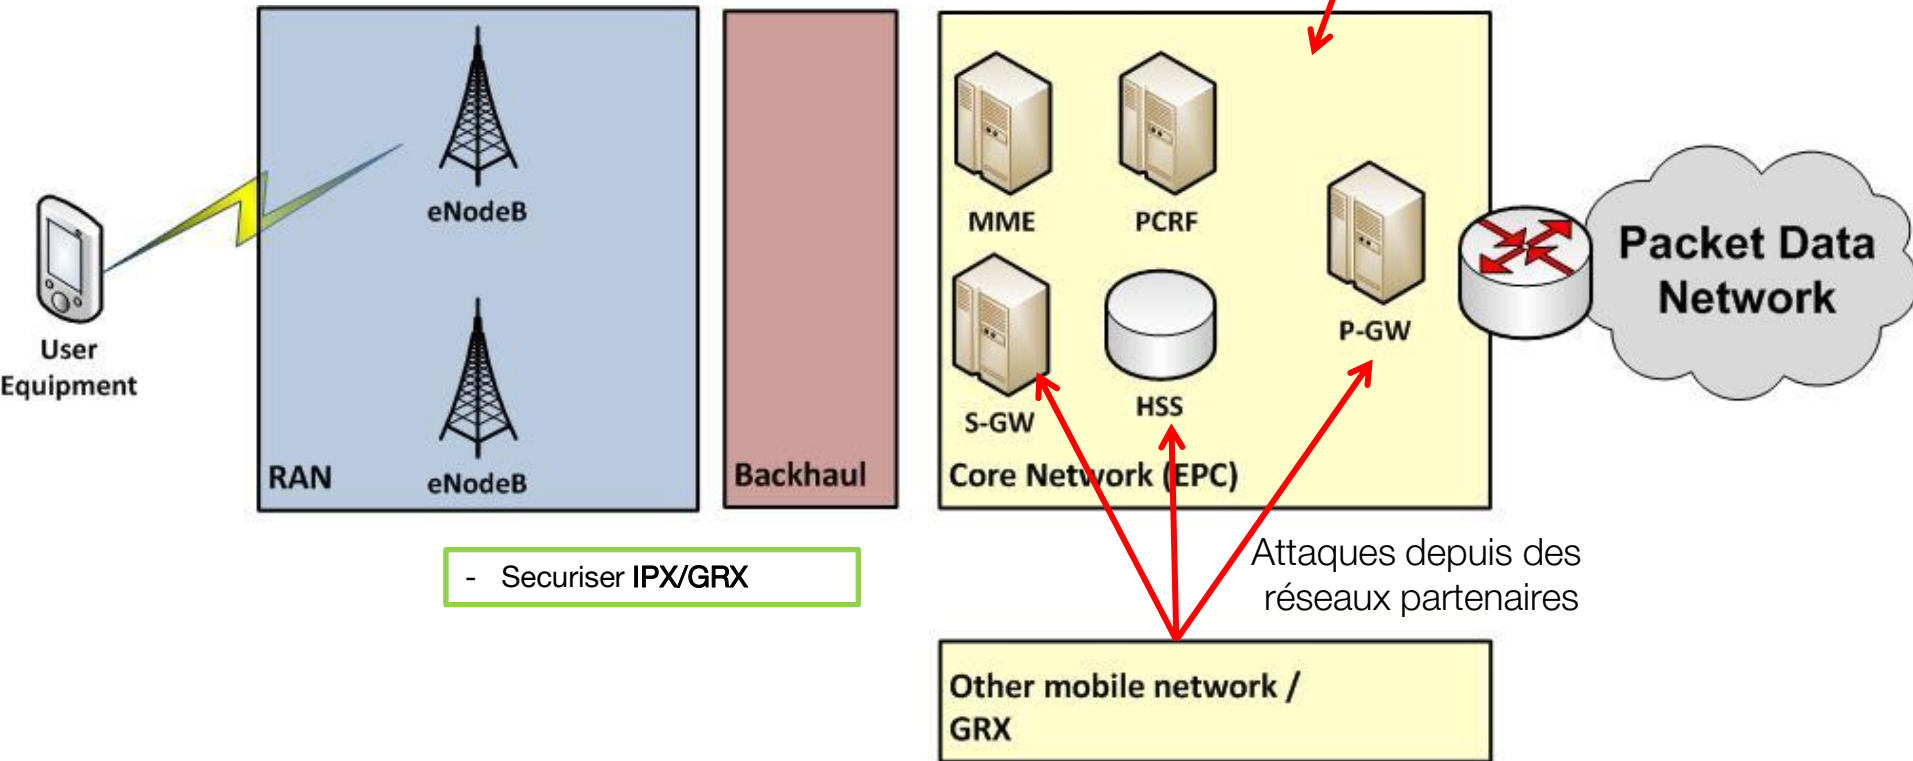 eNodeB
MME
PCRF
Packet Data
Network
P-GW
User
Equipment
S-GW
HSS
RAN
eNodeB
Backhaul
Core Network (EPC)
- Securiser IPX/GRX
Attaques depuis des
réseaux partenaires
Other mobile network /
GRX